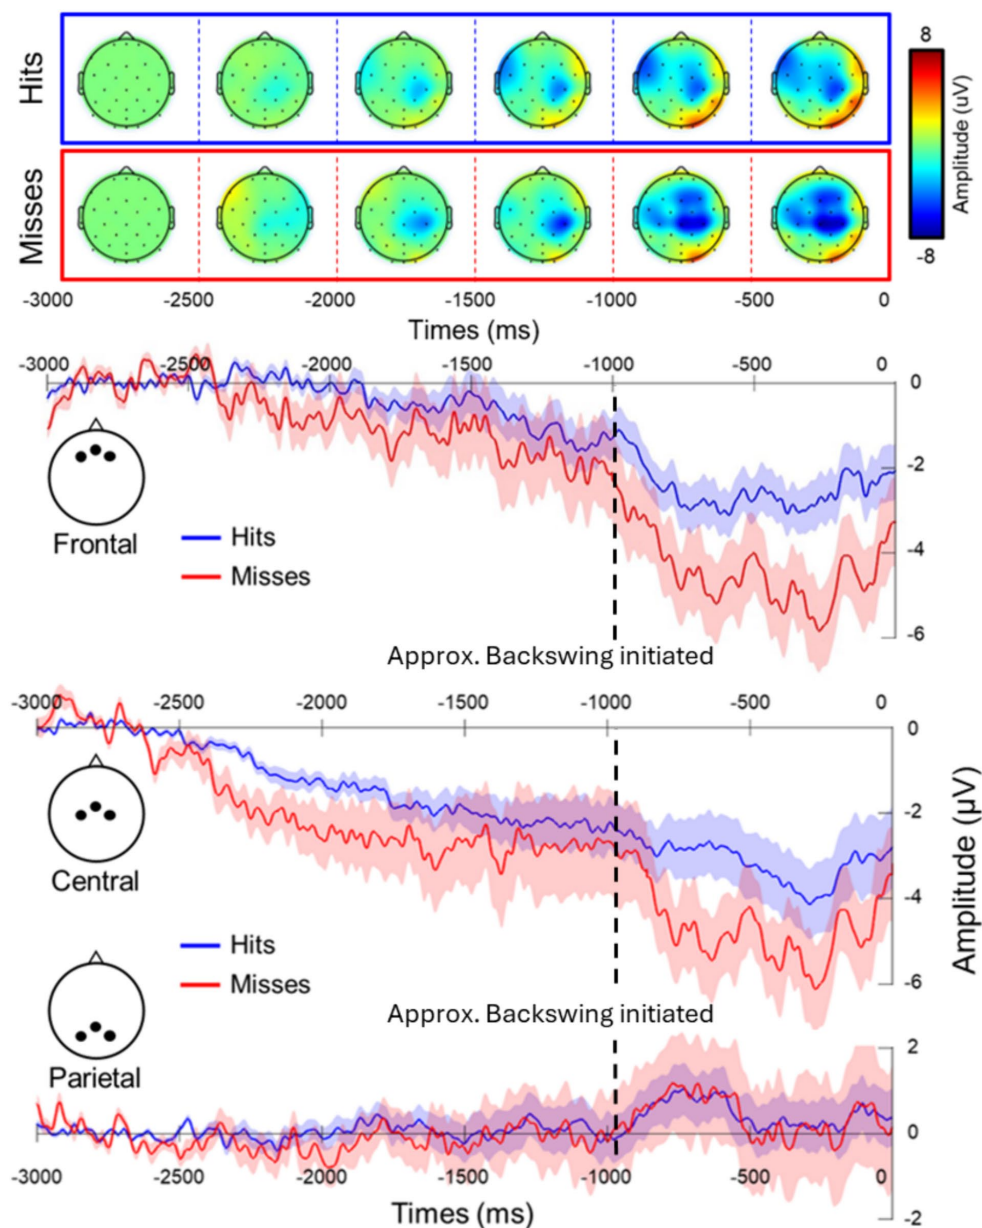 Hits
8
Amplitude (uV)
-8
Misses
-3000 -2500 -2000 -1500 -1000 -500 0
Times (ms)
-3000 -2500 -2000 -1500 -1000 -500 0
-2
-4
-6
Frontal
Hits
Misses
Approx. Backswing initiated
-3000 -2500 -2000 -1500 -1000 -500 0
-2
-4
-6
Central
Amplitude (µV)
Hits
Misses
Approx. Backswing initiated
Parietal
2
0
-3000 -2500 -2000 -1500 -1000 -500 0
-2
Times (ms)